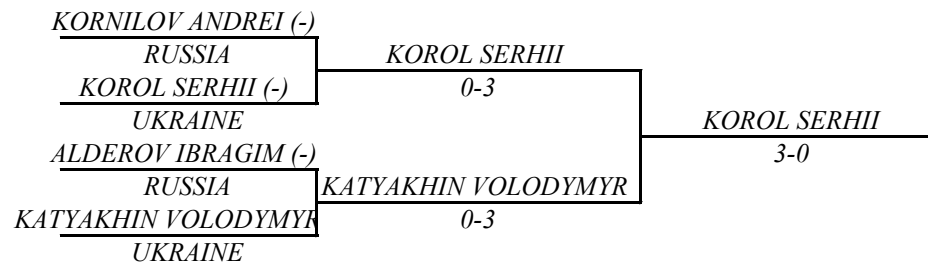 KORNILOV ANDREI (-)
RUSSIA
KOROL SERHII (-)
UKRAINE
ALDEROV IBRAGIM (-)
RUSSIA
KATYAKHIN VOLODYMYR
UKRAINE
KOROL SERHII
0-3
KATYAKHIN VOLODYMYR
0-3
KOROL SERHII
3-0